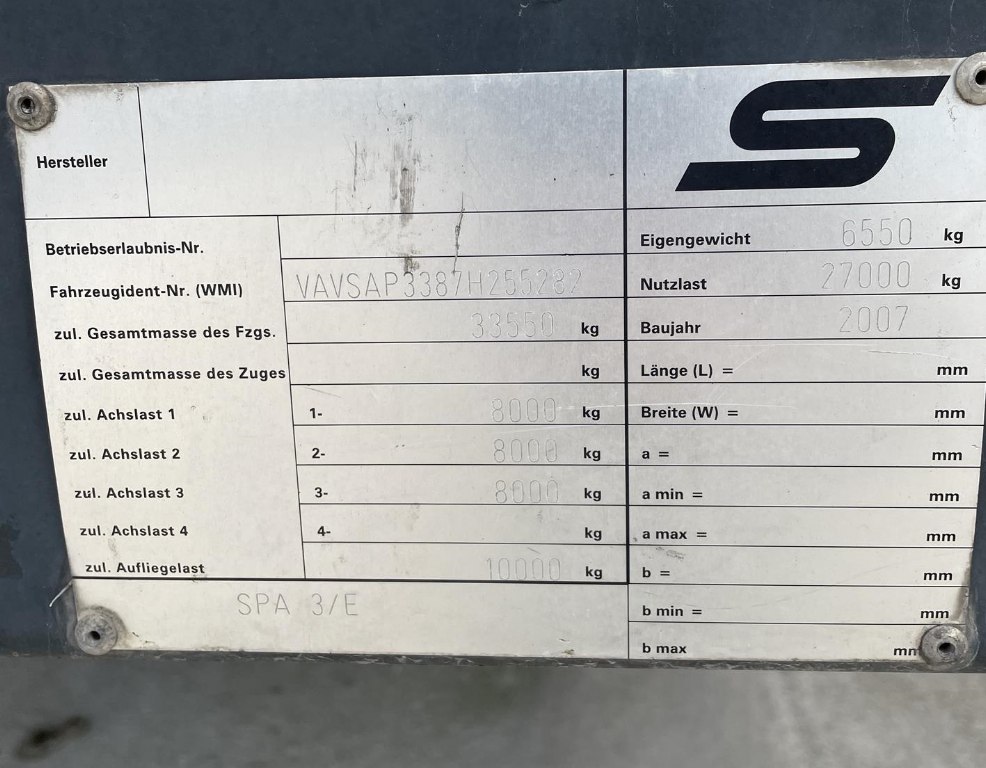 Hersteller
Betriebserlaubnis-Nr.
Fahrzeugident-Nr. (WMI) VAVSAP3387H255282
zul. Gesamtmasse des Fzgs. 33550 kg
zul. Gesamtmasse des Zuges kg
zul. Achslast 1 1- 8000 kg
zul. Achslast 2 2- 8000 kg
zul. Achslast 3 3- 8000 kg
zul. Achslast 4 4- kg
zul. Aufliegelast 10000 kg
SPA 3/E
S
Eigengewicht 6550 kg
Nutzlast 27000 kg
Baujahr 2007
Länge (L) = mm
Breite (W) = mm
a = mm
a min = mm
a max = mm
b = mm
b min = mm
b max mm